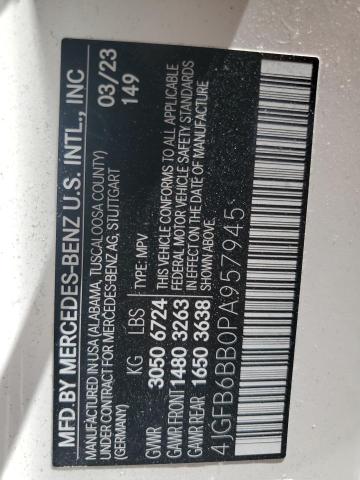 MFD.BY MERCEDES-BENZ U.S. INTL., INC
MANUFACTURED IN USA (ALABAMA, TUSCALOOSA COUNTY)
UNDER CONTRACT FOR MERCEDES-BENZ AG, STUTTGART
(GERMANY)
03/23
149
KG LBS
GVWR 3050 6724
GAWR FRONT 1480 3263
GAWR REAR 1650 3638
TYPE: MPV
THIS VEHICLE CONFORMS TO ALL APPLICABLE
FEDERAL MOTOR VEHICLE SAFETY STANDARDS
IN EFFECT ON THE DATE OF MANUFACTURE
SHOWN ABOVE.
4JGFB6BB0PA957945